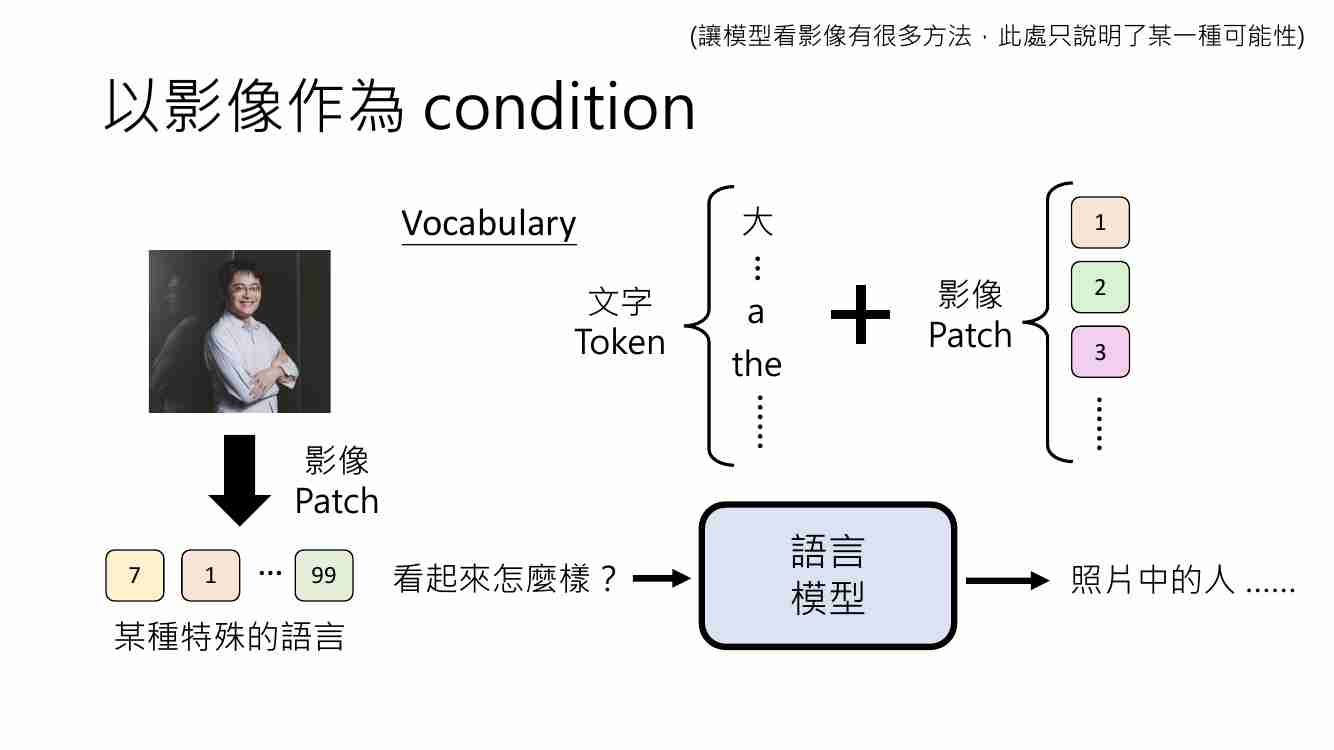 (讓模型看影像有很多方法，此處只說明了某一種可能性)
以影像作為 condition
Vocabulary
文字
Token
大
⋮
a
the
⋮
影像
Patch
1
2
3
⋮
影像
Patch
7 1 … 99
某種特殊的語言
看起來怎麼樣？
語言
模型
照片中的人 ……